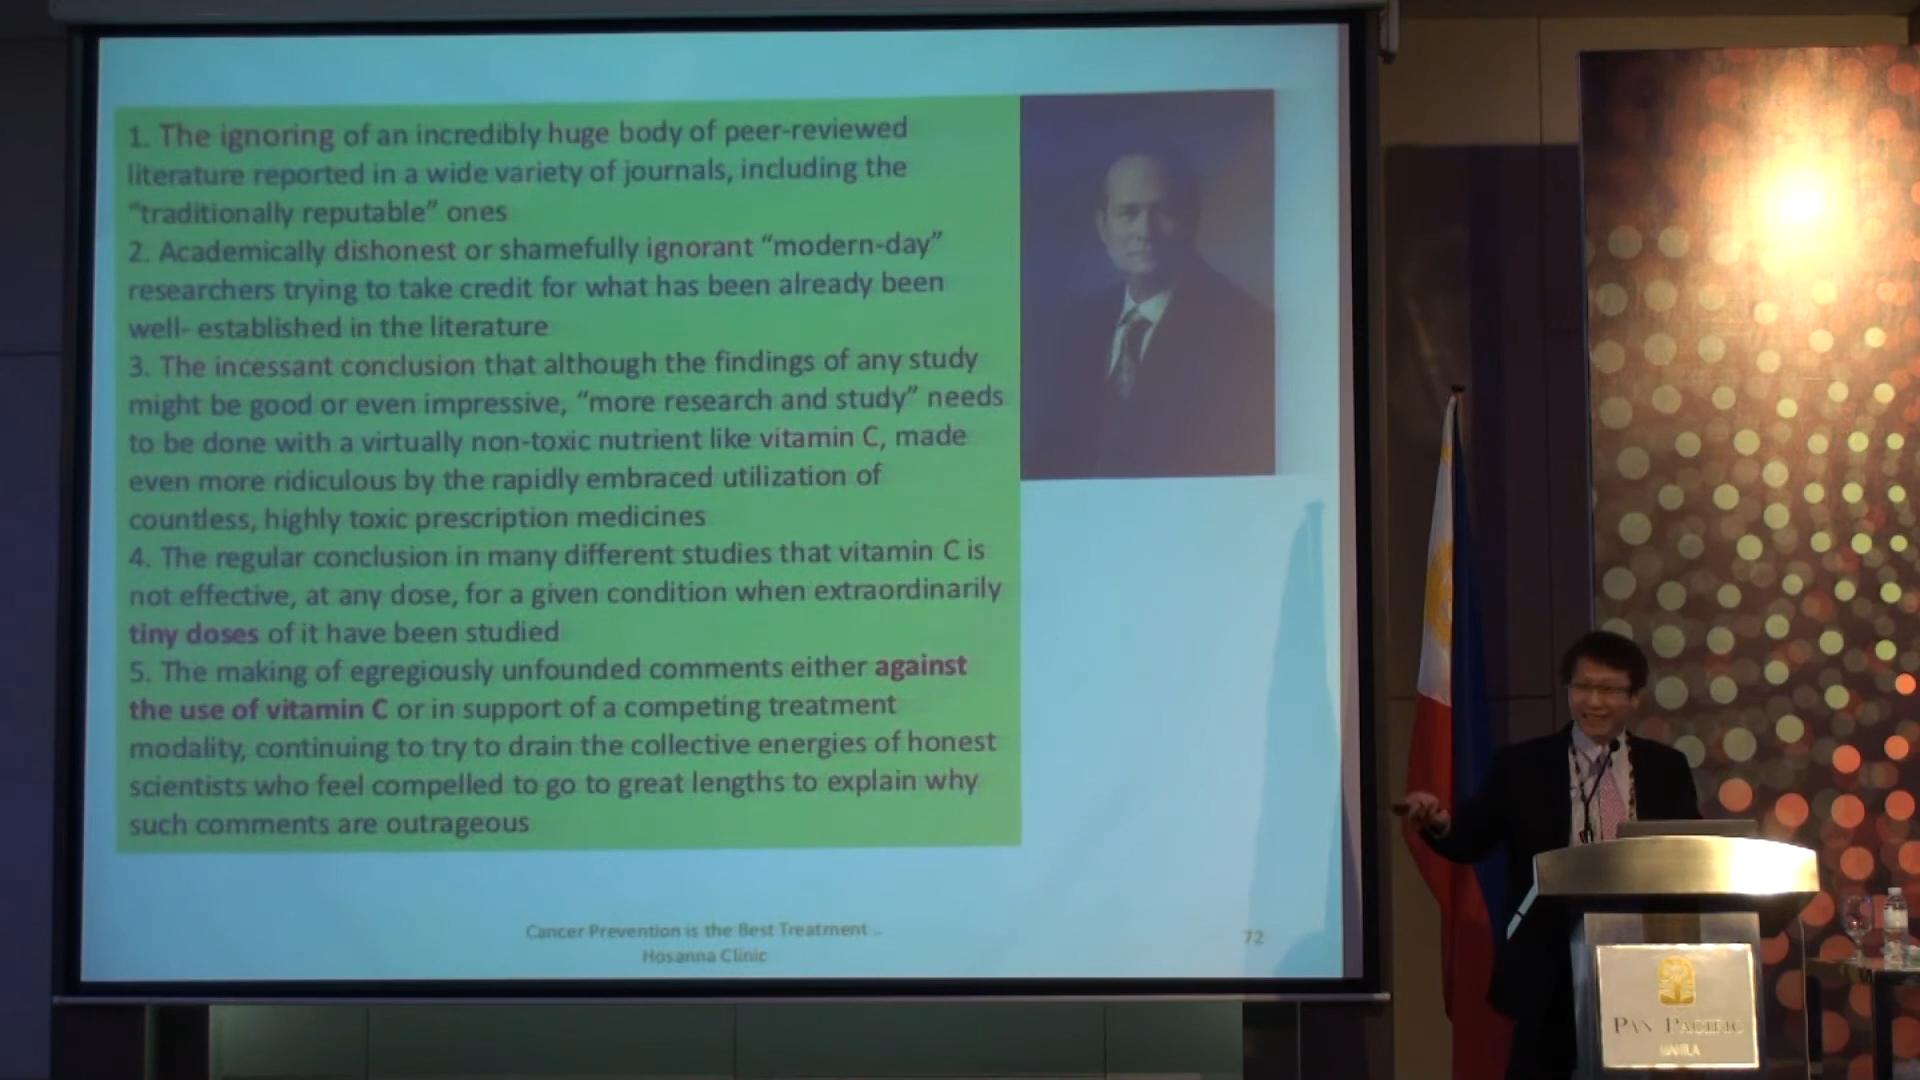 1. The ignoring of an incredibly huge body of peer-reviewed
literature reported in a wide variety of journals, including the
"traditionally reputable" ones
2. Academically dishonest or shamefully ignorant "modern-day"
researchers trying to take credit for what has been already been
well- established in the literature
3. The incessant conclusion that although the findings of any study
might be good or even impressive, "more research and study" needs
to be done with a virtually non-toxic nutrient like vitamin C, made
even more ridiculous by the rapidly embraced utilization of
countless, highly toxic prescription medicines
4. The regular conclusion in many different studies that vitamin C is
not effective, at any dose, for a given condition when extraordinarily
tiny doses of it have been studied
5. The making of egregiously unfounded comments either against
the use of vitamin C or in support of a competing treatment
modality, continuing to try to drain the collective energies of honest
scientists who feel compelled to go to great lengths to explain why
such comments are outrageous
Cancer Prevention is the Best Treatment ..
Hosanna Clinic
72
PAN PACIFIC
MANILA